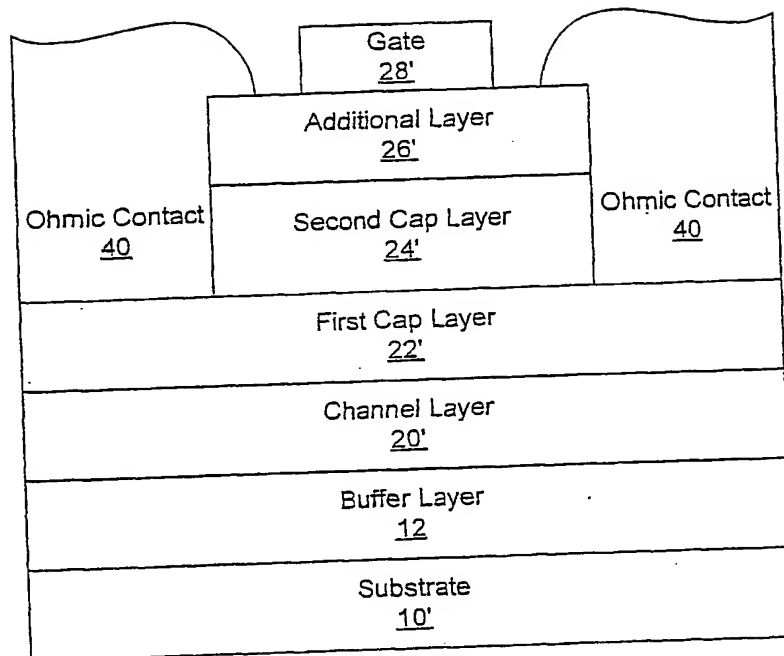 Gate
28'
Additional Layer
26'
Ohmic Contact
40
Second Cap Layer
24'
Ohmic Contact
40
First Cap Layer
22'
Channel Layer
20'
Buffer Layer
12
Substrate
10'